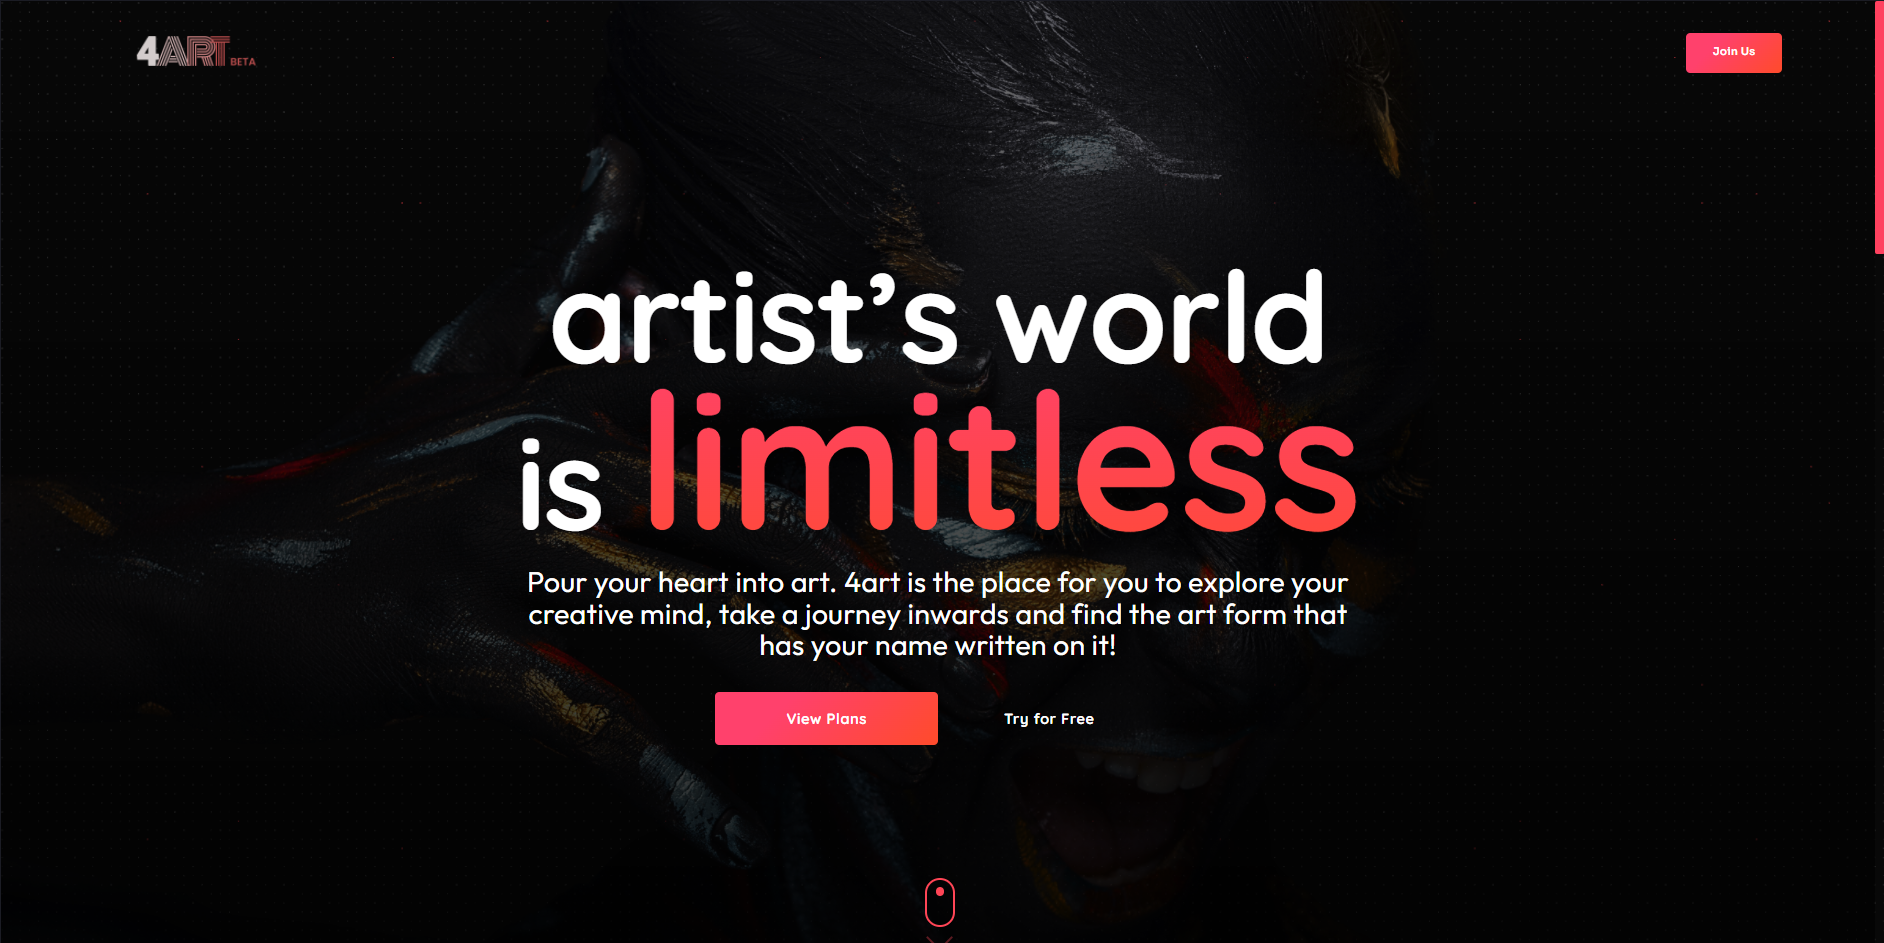 4ART BETA
Join Us
artist’s world
is limitless
Pour your heart into art. 4art is the place for you to explore your
creative mind, take a journey inwards and find the art form that
has your name written on it!
View Plans
Try for Free